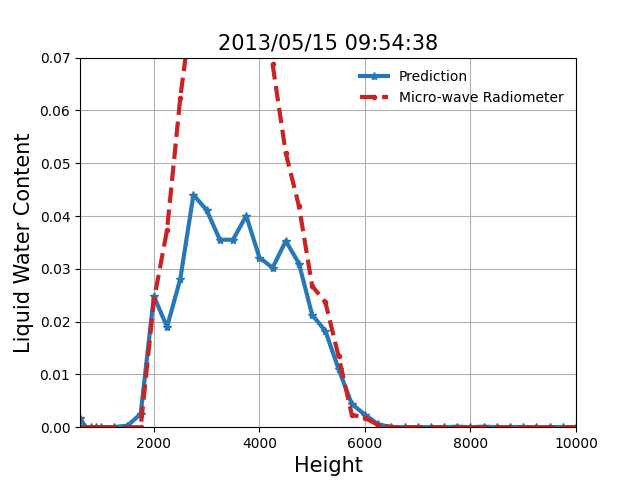 2013/05/15 09:54:38
0.07
0.06
0.05
0.04
0.03
0.02
0.01
0.00
Liquid Water Content
Prediction
Micro-wave Radiometer
2000 4000 6000 8000 10000
Height